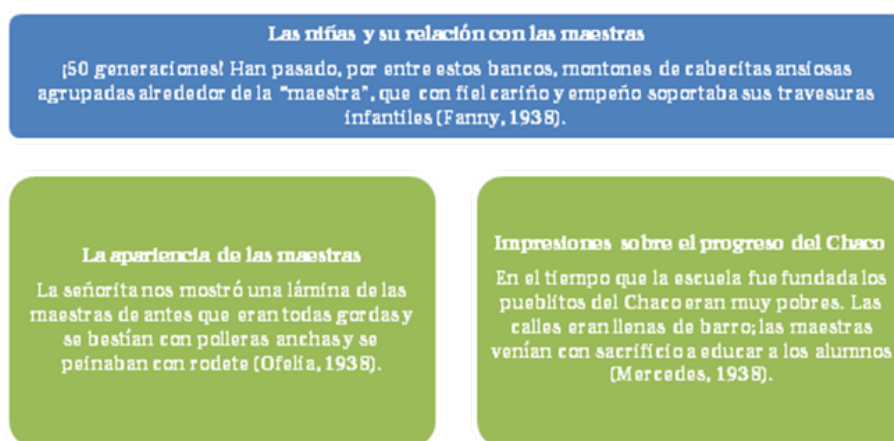 Las niñas y su relación con las maestras
¡50 generaciones! Han pasado, por entre estos bancos, montones de cabecitas ansiosas
agrupadas alrededor de la "maestra", que con fiel cariño y empeño soportaba sus travesuras
infantiles (Fanny, 1938).
La apariencia de las maestras
La señorita nos mostró una lámina de las
maestras de antes que eran todas gordas y
se bestían con polleras anchas y se
peinaban con rodete (Ofelia, 1938).
Impresiones sobre el progreso del Chaco
En el tiempo que la escuela fue fundada los
pueblitos del Chaco eran muy pobres. Las
calles eran llenas de barro; las maestras
venían con sacrificio a educar a los alumnos
(Mercedes, 1938).